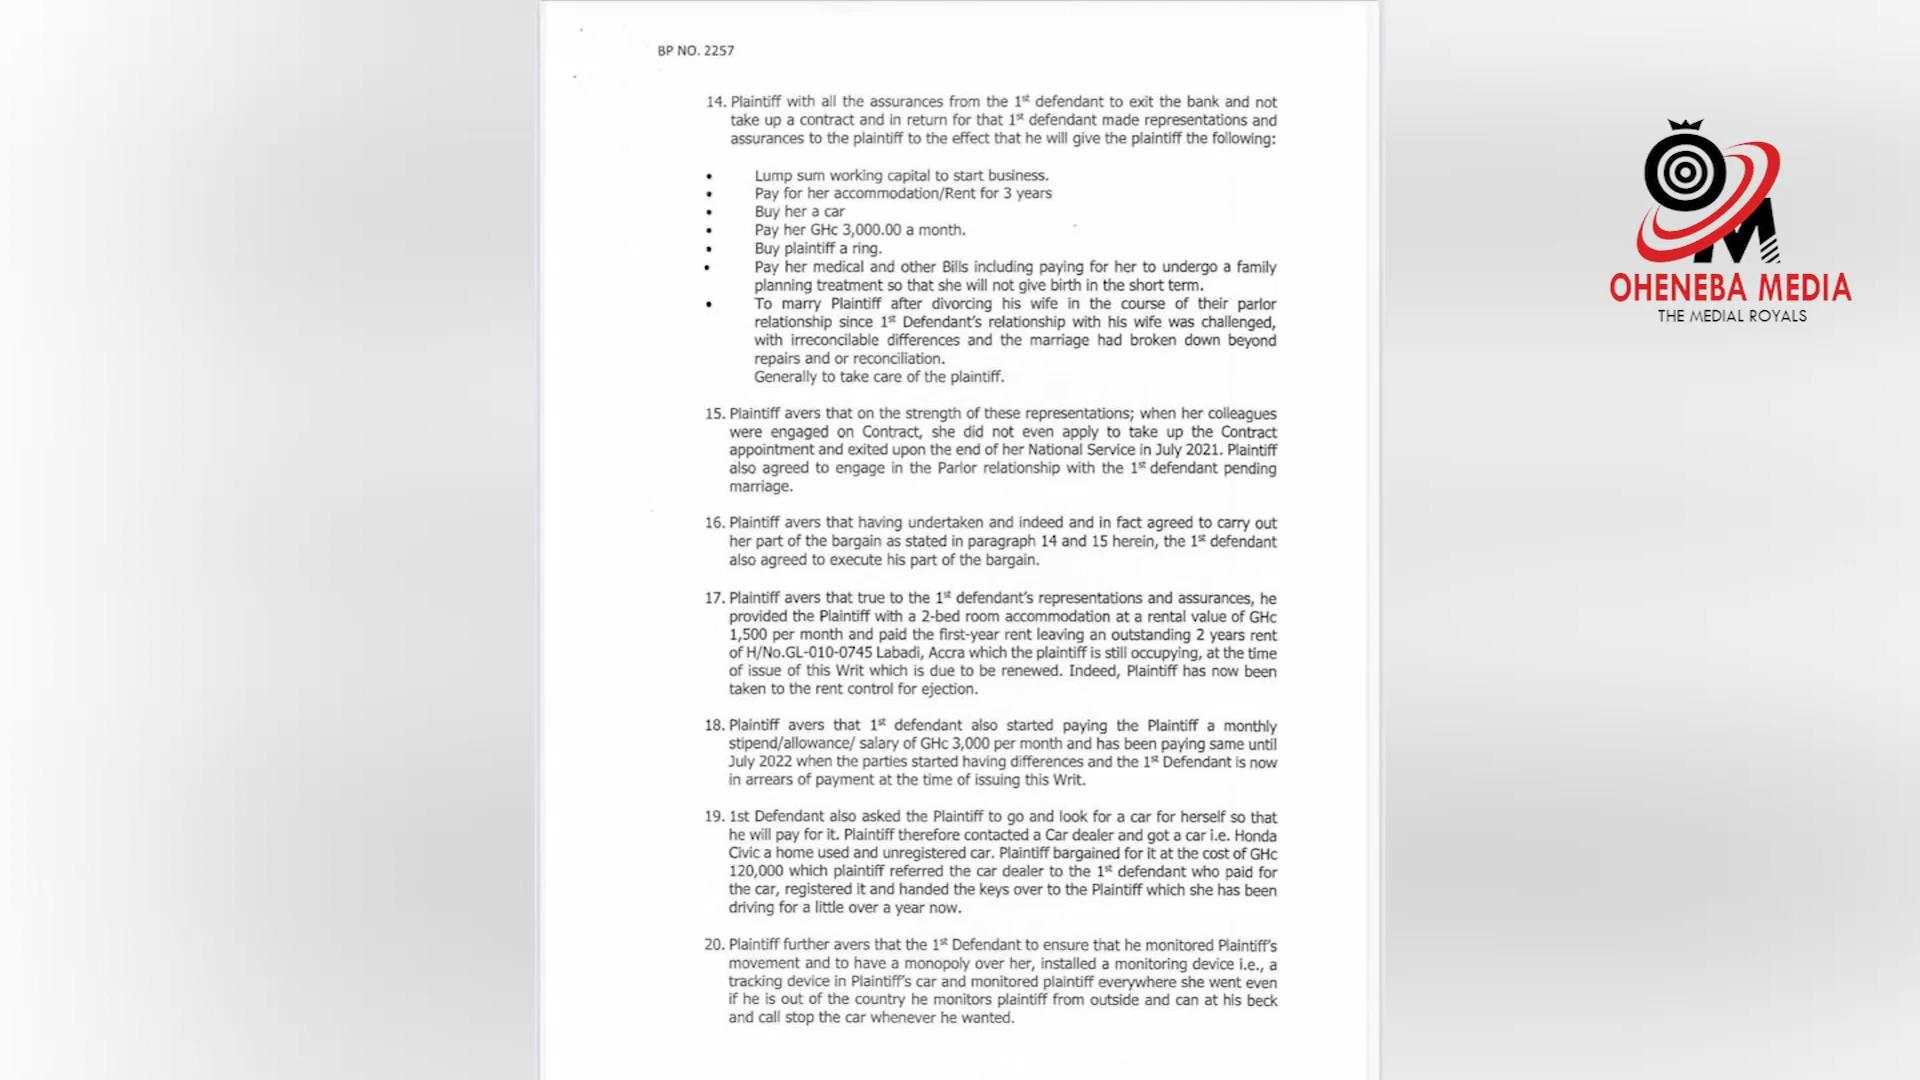 BP NO. 2257
14. Plaintiff with all the assurances from the 1st defendant to exit the bank and not
take up a contract and in return for that 1st defendant made representations and
assurances to the plaintiff to the effect that he will give the plaintiff the following:
• Lump sum working capital to start business.
• Pay for her accommodation/Rent for 3 years
• Buy her a car
• Pay her GHc 3,000.00 a month.
• Buy plaintiff a ring.
• Pay her medical and other Bills including paying for her to undergo a family
planning treatment so that she will not give birth in the short term.
• To marry Plaintiff after divorcing his wife in the course of their parlor
relationship since 1st Defendant's relationship with his wife was challenged,
with irreconcilable differences and the marriage had broken down beyond
repairs and or reconciliation.
Generally to take care of the plaintiff.
15. Plaintiff avers that on the strength of these representations; when her colleagues
were engaged on Contract, she did not even apply to take up the Contract
appointment and exited upon the end of her National Service in July 2021. Plaintiff
also agreed to engage in the Parlor relationship with the 1st defendant pending
marriage.
16. Plaintiff avers that having undertaken and indeed and in fact agreed to carry out
her part of the bargain as stated in paragraph 14 and 15 herein, the 1st defendant
also agreed to execute his part of the bargain.
17. Plaintiff avers that true to the 1st defendant's representations and assurances, he
provided the Plaintiff with a 2-bed room accommodation at a rental value of GHc
1,500 per month and paid the first-year rent leaving an outstanding 2 years rent
of H/No.GL-010-0745 Labadi, Accra which the plaintiff is still occupying, at the time
of issue of this Writ which is due to be renewed. Indeed, Plaintiff has now been
taken to the rent control for ejection.
18. Plaintiff avers that 1st defendant also started paying the Plaintiff a monthly
stipend/allowance/ salary of GHc 3,000 per month and has been paying same until
July 2022 when the parties started having differences and the 1st Defendant is now
in arrears of payment at the time of issuing this Writ.
19. 1st Defendant also asked the Plaintiff to go and look for a car for herself so that
he will pay for it. Plaintiff therefore contacted a Car dealer and got a car i.e. Honda
Civic a home used and unregistered car. Plaintiff bargained for it at the cost of GHc
120,000 which plaintiff referred the car dealer to the 1st defendant who paid for
the car, registered it and handed the keys over to the Plaintiff which she has been
driving for a little over a year now.
20. Plaintiff further avers that the 1st Defendant to ensure that he monitored Plaintiff's
movement and to have a monopoly over her, installed a monitoring device i.e., a
tracking device in Plaintiff's car and monitored plaintiff everywhere she went even
if he is out of the country he monitors plaintiff from outside and can at his beck
and call stop the car whenever he wanted.
M
OHENEBA MEDIA
THE MEDIAL ROYALS